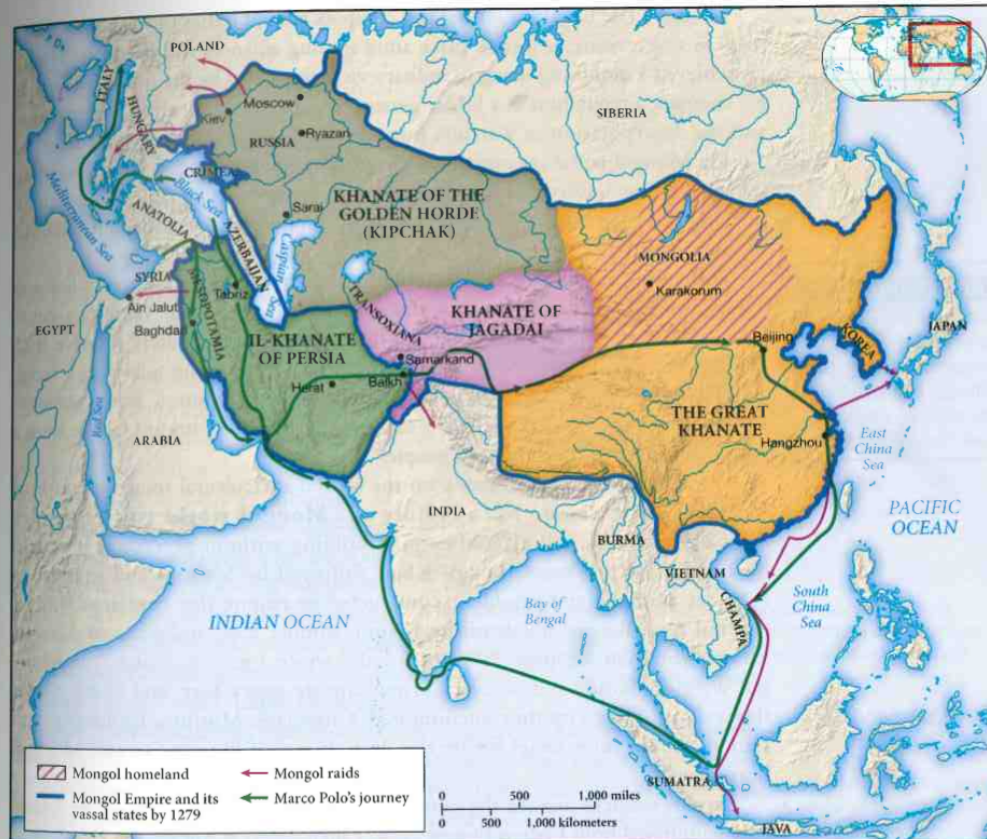 POLAND
ITALY
HUNGARY
Moscow
Kiev
Ryazan
RUSSIA
SIBERIA
CRIMEA
Mediterranean Sea
Black Sea
KHANATE OF THE
GOLDEN HORDE
(KIPCHAK)
Sarai
ANATOLIA
AZERBAIJAN
Caspian
Sea
MONGOLIA
Karakorum
SYRIA
MESOPOTAMIA
Tabriz
TRANSOXIANA
KHANATE OF
JAGADAI
Ain Jalut
Baghdad
EGYPT
IL-KHANATE
OF PERSIA
Samarkand
Balkh
Herat
Beijing
KOREA
JAPAN
THE GREAT
KHANATE
Hangzhou
Red Sea
ARABIA
East
China
Sea
PACIFIC
OCEAN
INDIA
BURMA
VIETNAM
CHAMPA
INDIAN OCEAN
Bay of
Bengal
South
China
Sea
SUMATRA
JAVA
Mongol homeland
Mongol Empire and its
vassal states by 1279
Mongol raids
Marco Polo's journey
0 500 1,000 miles
0 500 1,000 kilometers